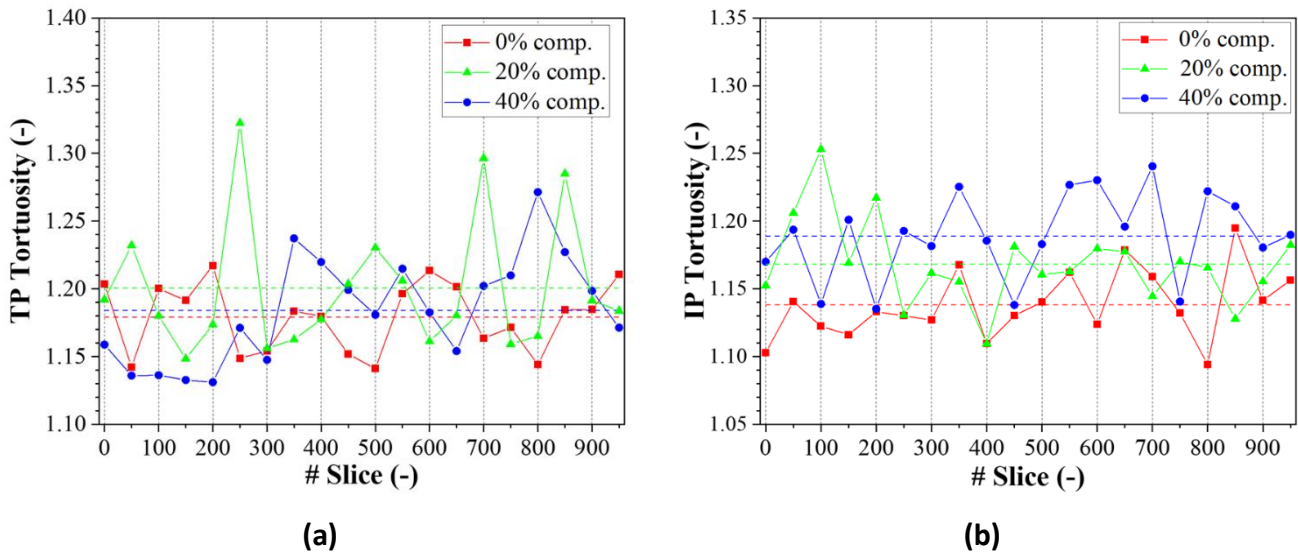 1.40
1.35
1.30
1.25
1.20
1.15
1.10
TP Tortuosity (-)
0% comp.
20% comp.
40% comp.
0 100 200 300 400 500 600 700 800 900
# Slice (-)
(a)
1.35
1.30
1.25
1.20
1.15
1.10
1.05
IP Tortuosity (-)
0% comp.
20% comp.
40% comp.
0 100 200 300 400 500 600 700 800 900
# Slice (-)
(b)